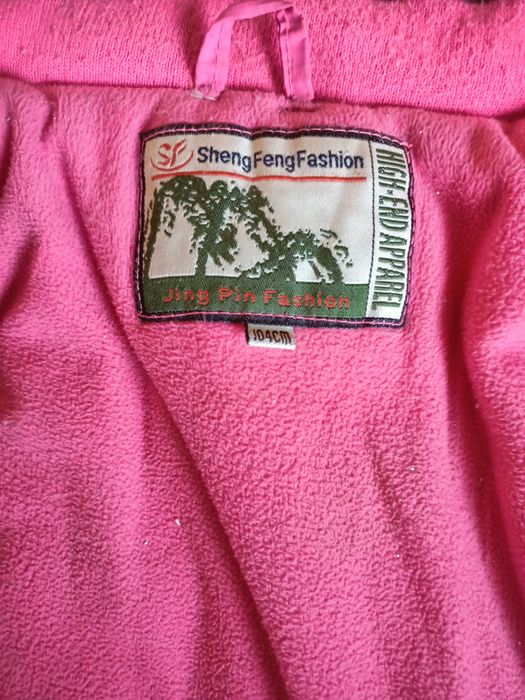 SF ShengFengFashion
HIGH-END APPAREL
Jing Pin Fashion
104CM